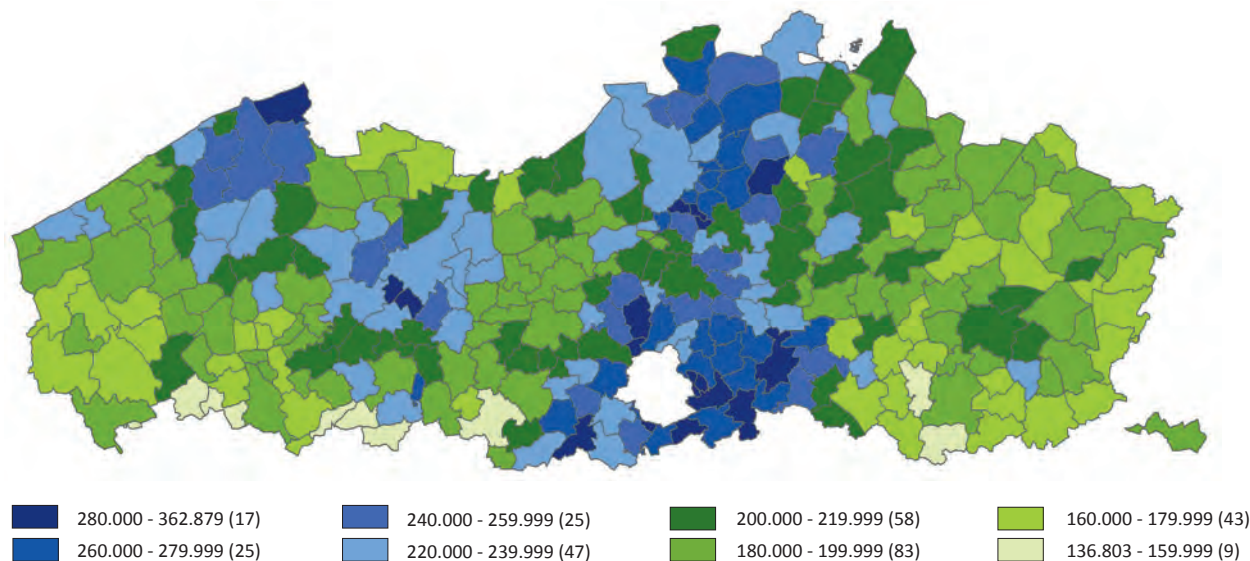 280.000 - 362.879 (17)
240.000 - 259.999 (25)
200.000 - 219.999 (58)
160.000 - 179.999 (43)
260.000 - 279.999 (25)
220.000 - 239.999 (47)
180.000 - 199.999 (83)
136.803 - 159.999 (9)